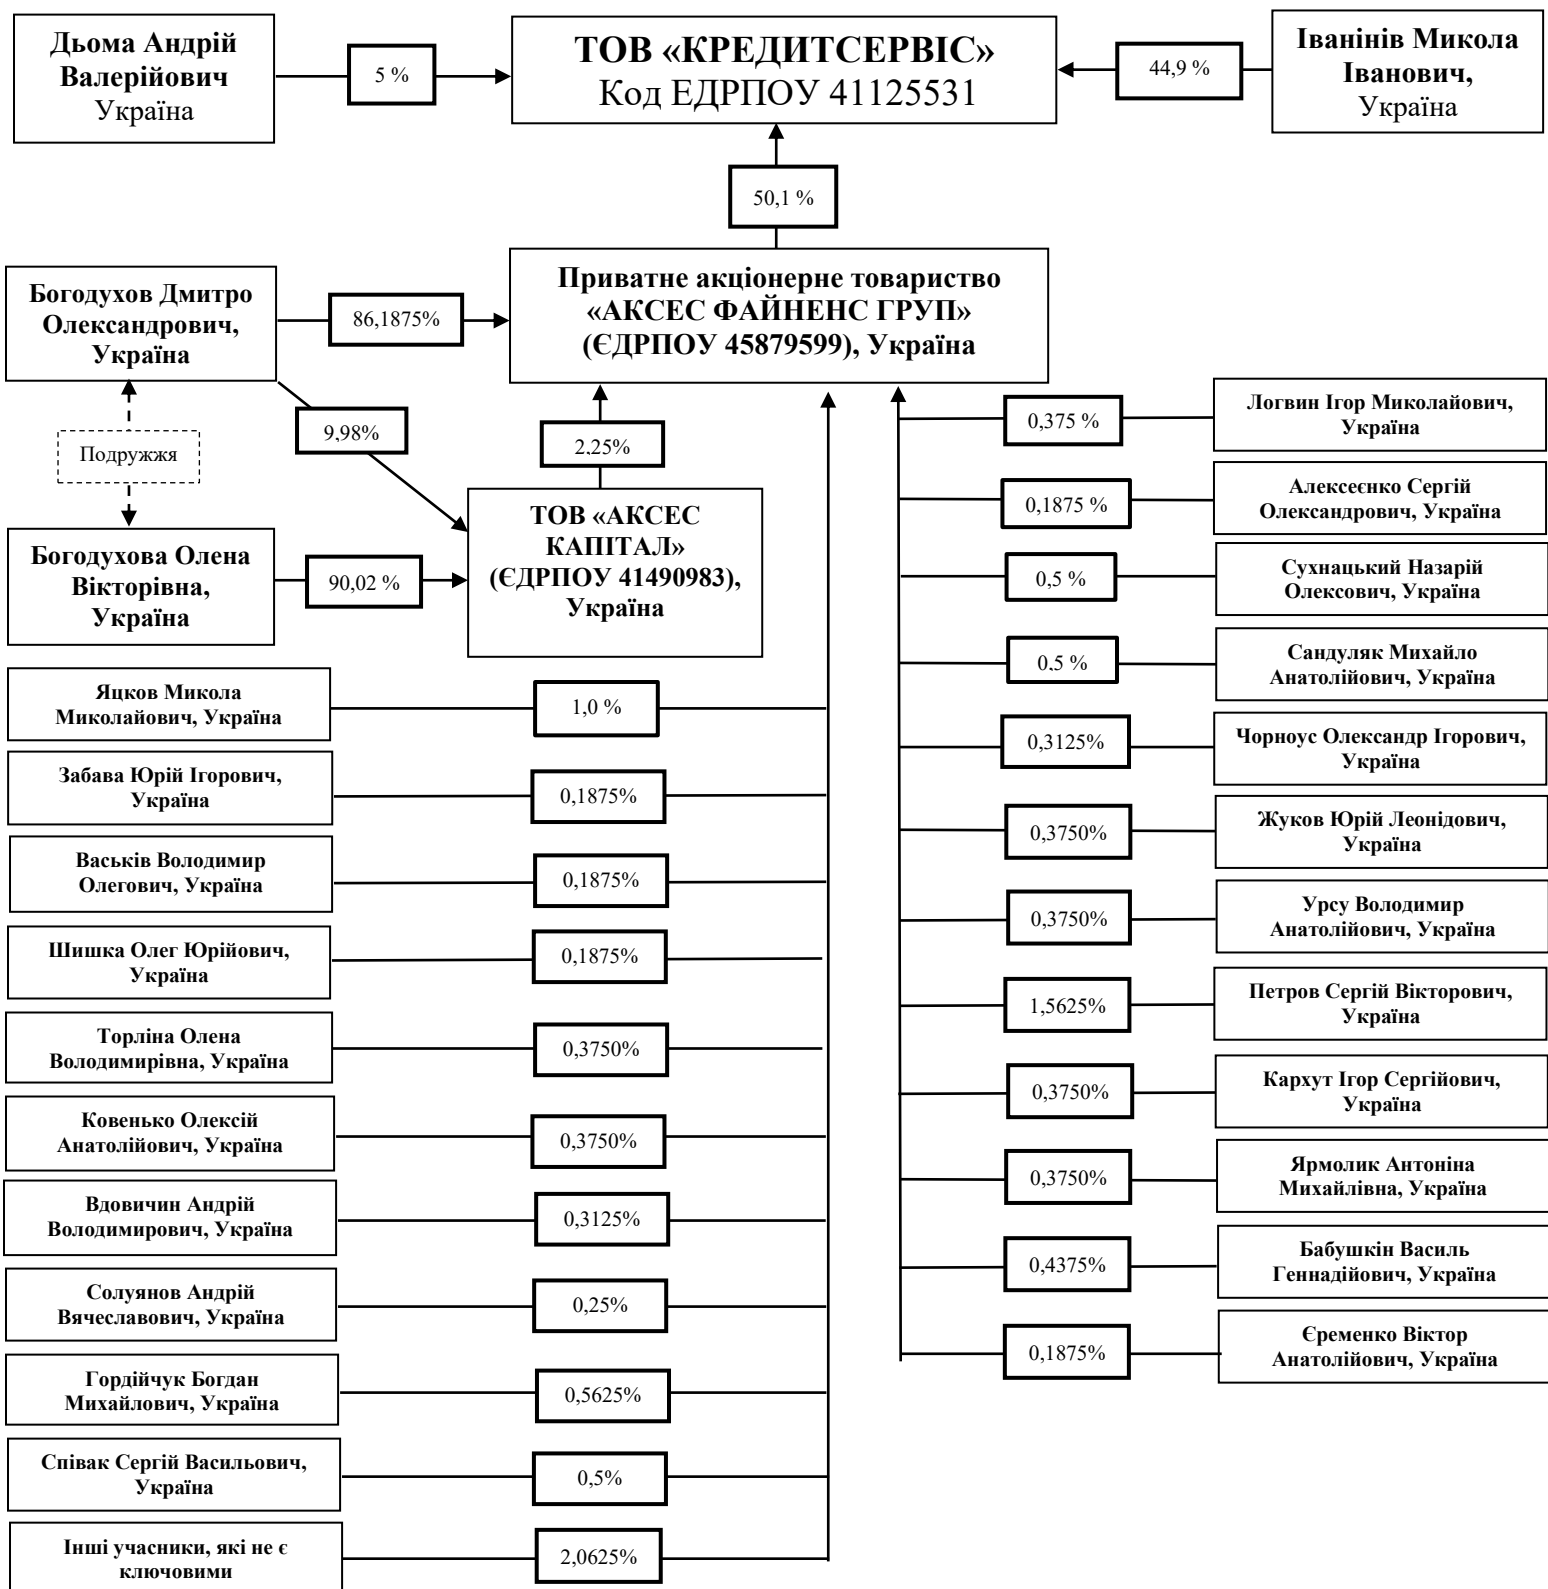 Дьома Андрій
Валерійович
Україна
5 %
ТОВ «КРЕДИТСЕРВІС»
Код ЕДРПОУ 41125531
44,9 %
Іванінів Микола
Іванович,
Україна
50,1 %
Богодухов Дмитро
Олександрович,
Україна
86,1875%
Приватне акціонерне товариство
«АКСЕС ФАЙНЕНС ГРУП»
(ЄДРПОУ 45879599), Україна
Подружжя
9,98%
2,25%
Богодухова Олена
Вікторівна,
Україна
90,02 %
ТОВ «АКСЕС
КАПІТАЛ»
(ЄДРПОУ 41490983),
Україна
Яцков Микола
Миколайович, Україна
1,0 %
Забава Юрій Ігорович,
Україна
0,1875%
Васьків Володимир
Олегович, Україна
0,1875%
Шишка Олег Юрійович,
Україна
0,1875%
Торліна Олена
Володимирівна, Україна
0,3750%
Ковенько Олексій
Анатолійович, Україна
0,3750%
Вдовичин Андрій
Володимирович, Україна
0,3125%
Солуянов Андрій
Вячеславович, Україна
0,25%
Гордійчук Богдан
Михайлович, Україна
0,5625%
Співак Сергій Васильович,
Україна
0,5%
Інші учасники, які не є
ключовими
2,0625%
0,375 %
Логвин Ігор Миколайович,
Україна
0,1875 %
Алексеєнко Сергій
Олександрович, Україна
0,5 %
Сухнацький Назарій
Олексович, Україна
0,5 %
Сандуляк Михайло
Анатолійович, Україна
0,3125%
Чорноус Олександр Ігорович,
Україна
0,3750%
Жуков Юрій Леонідович,
Україна
0,3750%
Урсу Володимир
Анатолійович, Україна
1,5625%
Петров Сергій Вікторович,
Україна
0,3750%
Кархут Ігор Сергійович,
Україна
0,3750%
Ярмолик Антоніна
Михайлівна, Україна
0,4375%
Бабушкін Василь
Геннадійович, Україна
0,1875%
Єременко Віктор
Анатолійович, Україна